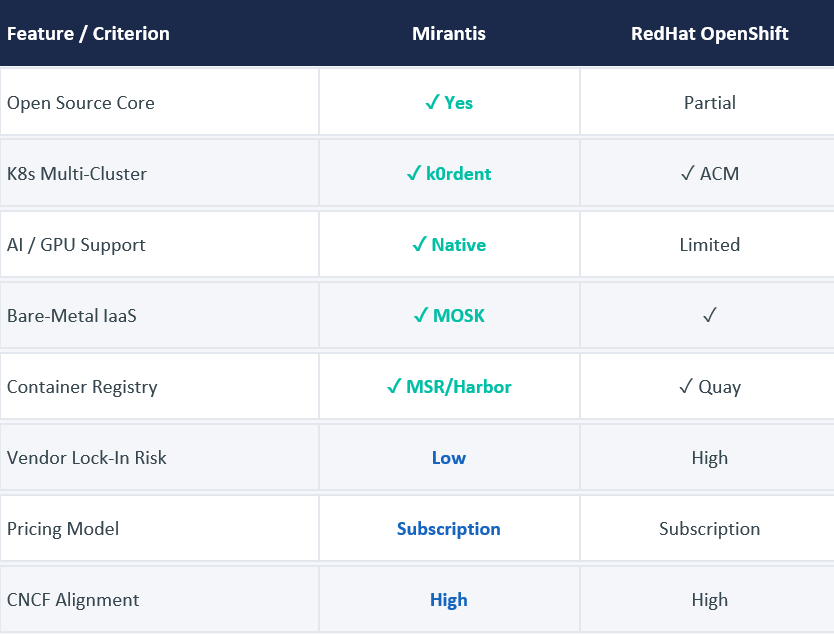 Feature / Criterion Mirantis RedHat OpenShift
Open Source Core ✓ Yes Partial
K8s Multi-Cluster ✓ k0rdent ✓ ACM
AI / GPU Support ✓ Native Limited
Bare-Metal IaaS ✓ MOSK ✓
Container Registry ✓ MSR/Harbor ✓ Quay
Vendor Lock-In Risk Low High
Pricing Model Subscription Subscription
CNCF Alignment High High